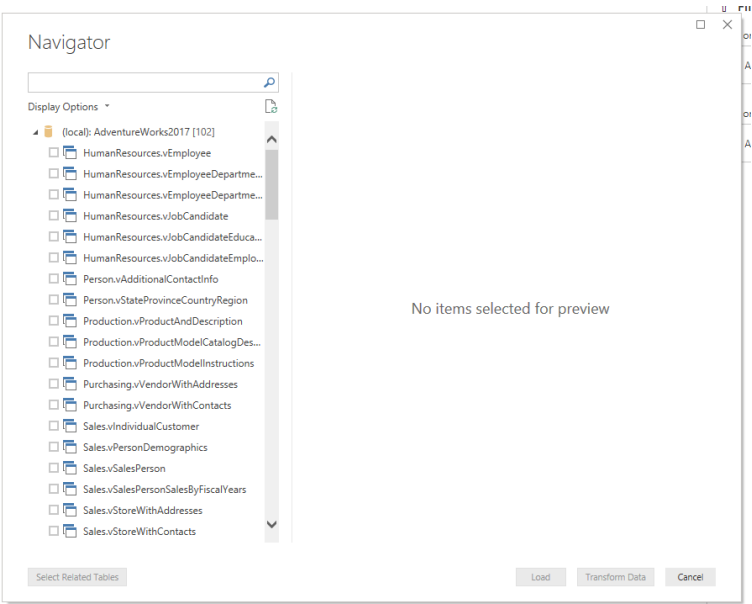 Navigator
Display Options
(local): AdventureWorks2017 [102]
HumanResources.vEmployee
HumanResources.vEmployeeDepartme...
HumanResources.vEmployeeDepartme...
HumanResources.vJobCandidate
HumanResources.vJobCandidateEduca...
HumanResources.vJobCandidateEmplo...
Person.vAdditionalContactInfo
Person.vStateProvinceCountryRegion
Production.vProductAndDescription
Production.vProductModelCatalogDes...
Production.vProductModelInstructions
Purchasing.vVendorWithAddresses
Purchasing.vVendorWithContacts
Sales.vIndividualCustomer
Sales.vPersonDemographics
Sales.vSalesPerson
Sales.vSalesPersonSalesByFiscalYears
Sales.vStoreWithAddresses
Sales.vStoreWithContacts
No items selected for preview
Select Related Tables
Load
Transform Data
Cancel